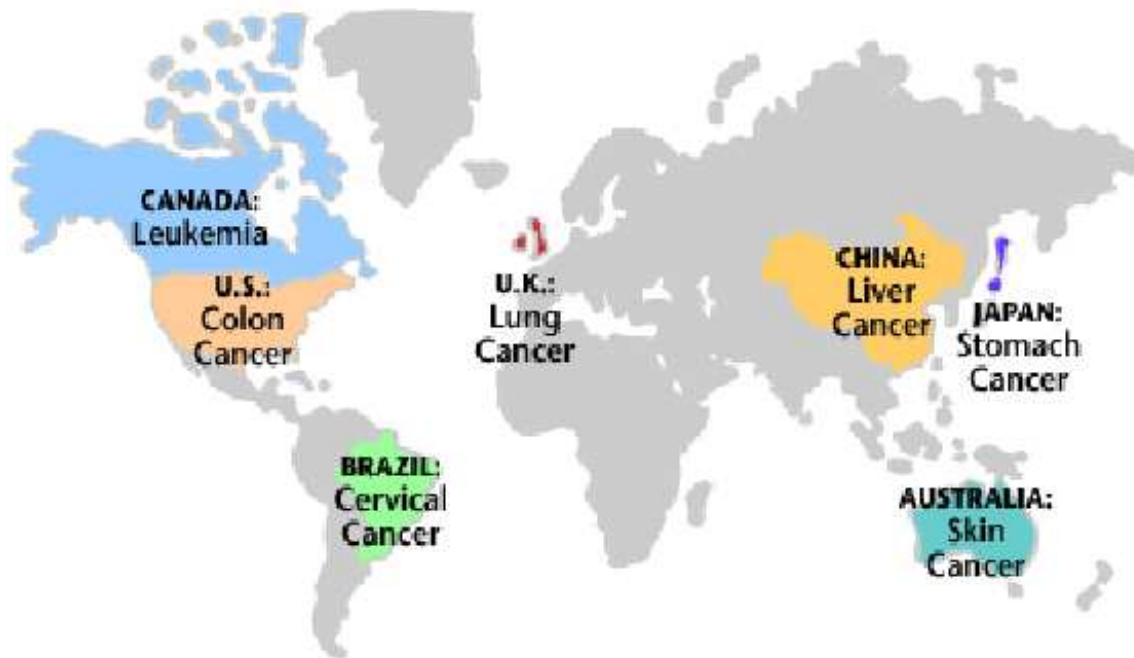 CANADA:
Leukemia
U.S.:
Colon
Cancer
U.K.:
Lung
Cancer
CHINA:
Liver
Cancer
JAPAN:
Stomach
Cancer
BRAZIL:
Cervical
Cancer
AUSTRALIA:
Skin
Cancer